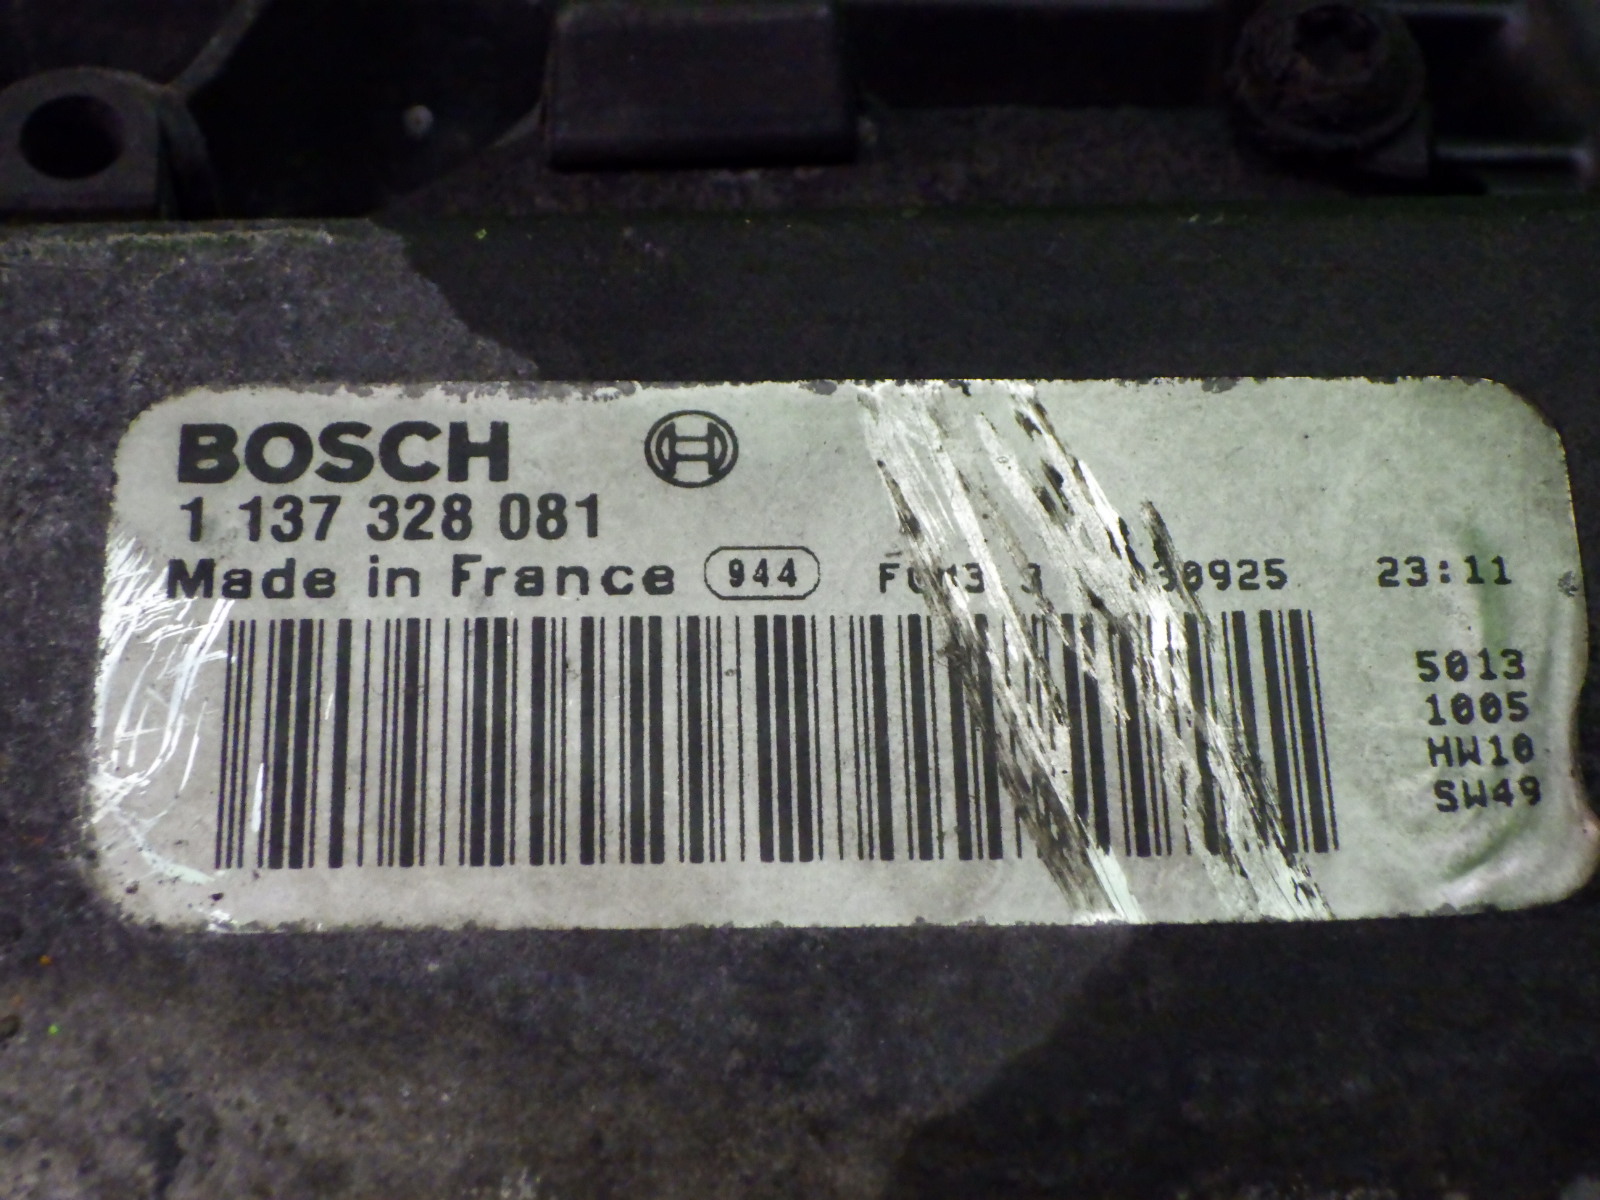 BOSCH
1 137 328 081
Made in France 944 23:11
5013
1005
HW10
SW49